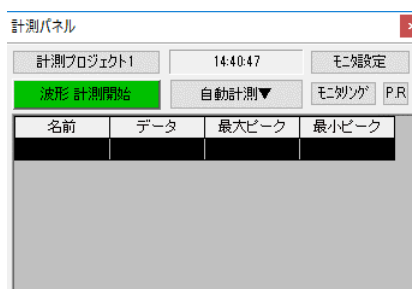 計測パネル
×
計測プロジェクト1 14:40:47 モニタ設定
波形 計測開始 自動計測▼ モニタリング P.R
名前 データ 最大ピーク 最小ピーク